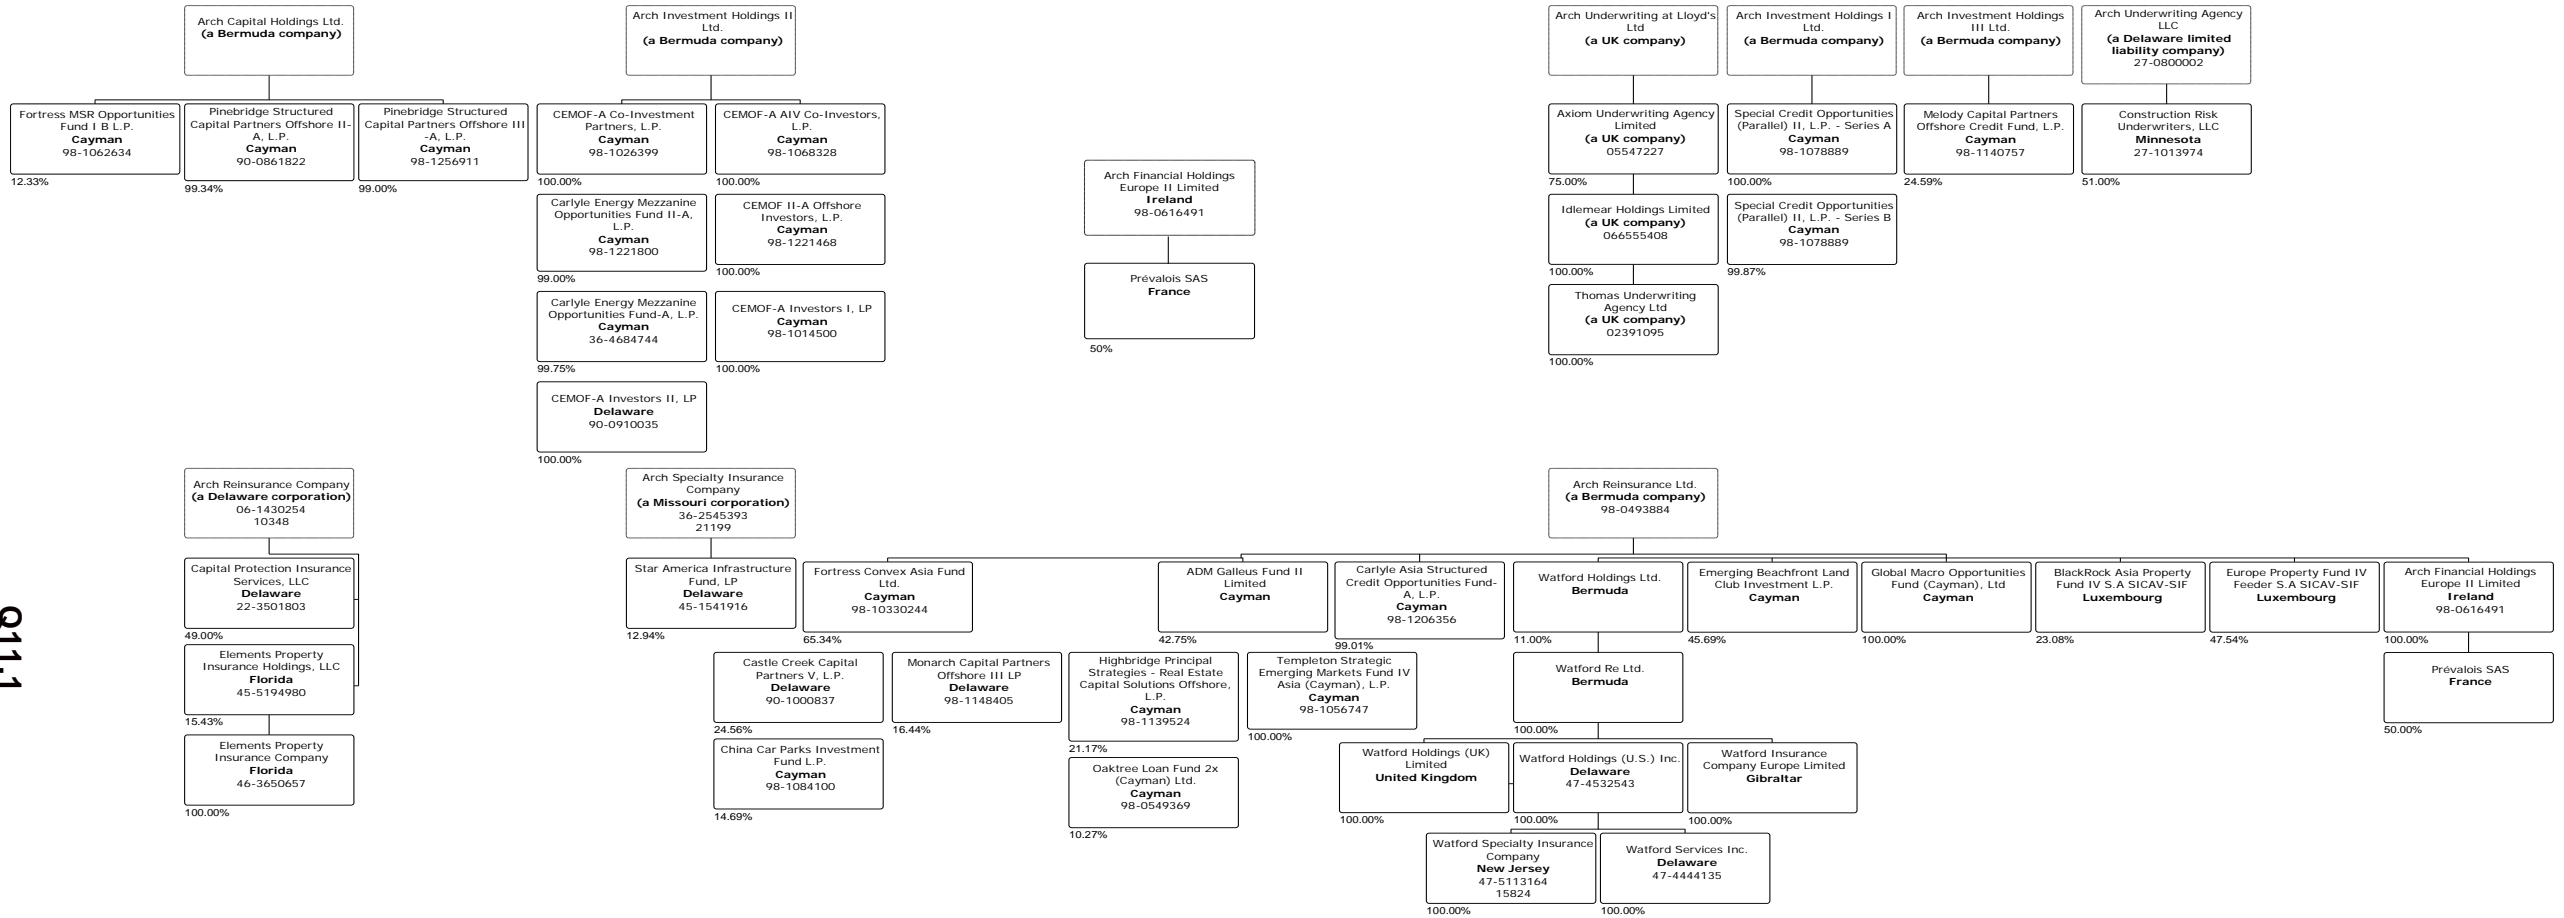 Arch Capital Holdings Ltd.
(a Bermuda company)
Arch Investment Holdings II
Ltd.
(a Bermuda company)
Arch Underwriting at Lloyd's
Ltd
(a UK company)
Arch Investment Holdings I
Ltd.
(a Bermuda company)
Arch Investment Holdings
III Ltd.
(a Bermuda company)
Arch Underwriting Agency
LLC
(a Delaware limited
liability company)
27-0800002
Fortress MSR Opportunities
Fund I B L.P.
Cayman
98-1062634
12.33%
Pinebridge Structured
Capital Partners Offshore II-
A, L.P.
Cayman
90-0861822
99.34%
Pinebridge Structured
Capital Partners Offshore III
-A, L.P.
Cayman
98-1256911
99.00%
CEMOF-A Co-Investment
Partners, L.P.
Cayman
98-1026399
100.00%
CEMOF-A AIV Co-Investors,
L.P.
Cayman
98-1068328
100.00%
Axiom Underwriting Agency
Limited
(a UK company)
05547227
75.00%
Special Credit Opportunities
(Parallel) II, L.P. - Series A
Cayman
98-1078889
100.00%
Melody Capital Partners
Offshore Credit Fund, L.P.
Cayman
98-1140757
24.59%
Construction Risk
Underwriters, LLC
Minnesota
27-1013974
51.00%
Arch Financial Holdings
Europe II Limited
Ireland
98-0616491
Carlyle Energy Mezzanine
Opportunities Fund II-A,
L.P.
Cayman
98-1221800
99.00%
CEMOF II-A Offshore
Investors, L.P.
Cayman
98-1221468
100.00%
Idlemear Holdings Limited
(a UK company)
066555408
100.00%
Special Credit Opportunities
(Parallel) II, L.P. - Series B
Cayman
98-1078889
99.87%
Prévalois SAS
France
50%
Carlyle Energy Mezzanine
Opportunities Fund-A, L.P.
Cayman
36-4684744
99.75%
CEMOF-A Investors I, LP
Cayman
98-1014500
100.00%
Thomas Underwriting
Agency Ltd
(a UK company)
02391095
100.00%
CEMOF-A Investors II, LP
Delaware
90-0910035
100.00%
Arch Reinsurance Company
(a Delaware corporation)
06-1430254
10348
Arch Specialty Insurance
Company
(a Missouri corporation)
36-2545393
21199
Arch Reinsurance Ltd.
(a Bermuda company)
98-0493884
Capital Protection Insurance
Services, LLC
Delaware
22-3501803
49.00%
Star America Infrastructure
Fund, LP
Delaware
45-1541916
12.94%
Fortress Convex Asia Fund
Ltd.
Cayman
98-10330244
65.34%
ADM Galleus Fund II
Limited
Cayman
42.75%
Carlyle Asia Structured
Credit Opportunities Fund-
A, L.P.
Cayman
98-1206356
99.01%
Watford Holdings Ltd.
Bermuda
11.00%
Emerging Beachfront Land
Club Investment L.P.
Cayman
45.69%
Global Macro Opportunities
Fund (Cayman), Ltd
Cayman
100.00%
BlackRock Asia Property
Fund IV S.A SICAV-SIF
Luxembourg
23.08%
Europe Property Fund IV
Feeder S.A SICAV-SIF
Luxembourg
47.54%
Arch Financial Holdings
Europe II Limited
Ireland
98-0616491
100.00%
Elements Property
Insurance Holdings, LLC
Florida
45-5194980
15.43%
Castle Creek Capital
Partners V, L.P.
Delaware
90-1000837
24.56%
Monarch Capital Partners
Offshore III LP
Delaware
98-1148405
16.44%
Highbridge Principal
Strategies - Real Estate
Capital Solutions Offshore,
L.P.
Cayman
98-1139524
21.17%
Templeton Strategic
Emerging Markets Fund IV
Asia (Cayman), L.P.
Cayman
98-1056747
100.00%
Watford Re Ltd.
Bermuda
100.00%
Prévalois SAS
France
50.00%
Elements Property
Insurance Company
Florida
46-3650657
100.00%
China Car Parks Investment
Fund L.P.
Cayman
98-1084100
14.69%
Oaktree Loan Fund 2x
(Cayman) Ltd.
Cayman
98-0549369
10.27%
Watford Holdings (UK)
Limited
United Kingdom
100.00%
Watford Holdings (U.S.) Inc.
Delaware
47-4532543
100.00%
Watford Insurance
Company Europe Limited
Gibraltar
100.00%
Watford Specialty Insurance
Company
New Jersey
47-5113164
15824
100.00%
Watford Services Inc.
Delaware
47-4444135
100.00%
Q11.1